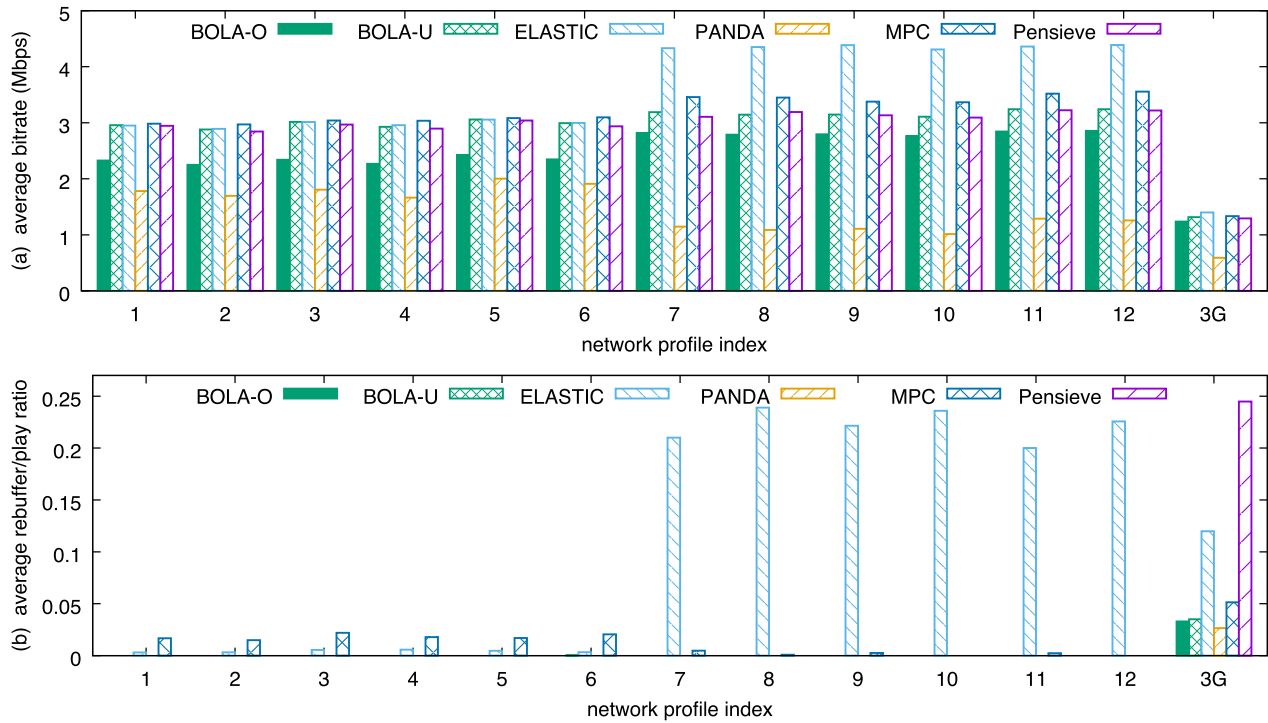 (a) average bitrate (Mbps)
5
4
3
2
1
0
BOLA-O BOLA-U ELASTIC PANDA MPC Pensieve
1 2 3 4 5 6 7 8 9 10 11 12 3G
network profile index
(b) average rebuffer/play ratio
0.25
0.2
0.15
0.1
0.05
0
BOLA-O BOLA-U ELASTIC PANDA MPC Pensieve
1 2 3 4 5 6 7 8 9 10 11 12 3G
network profile index